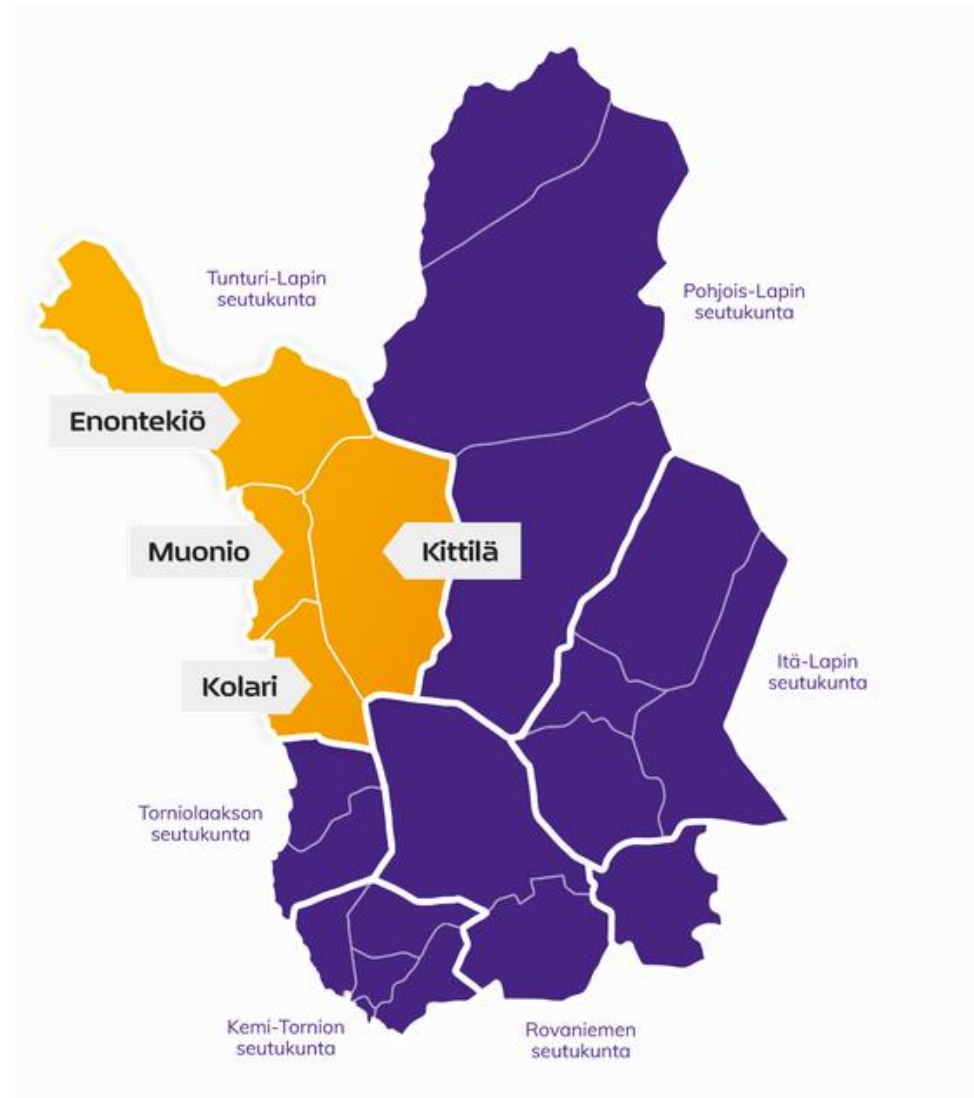 Tunturi-Lapin
seutukunta
Pohjois-Lapin
seutukunta
Enontekiö
Muonio
Kittilä
Kolari
Itä-Lapin
seutukunta
Torniolaakson
seutukunta
Kemi-Tornion
seutukunta
Rovaniemen
seutukunta